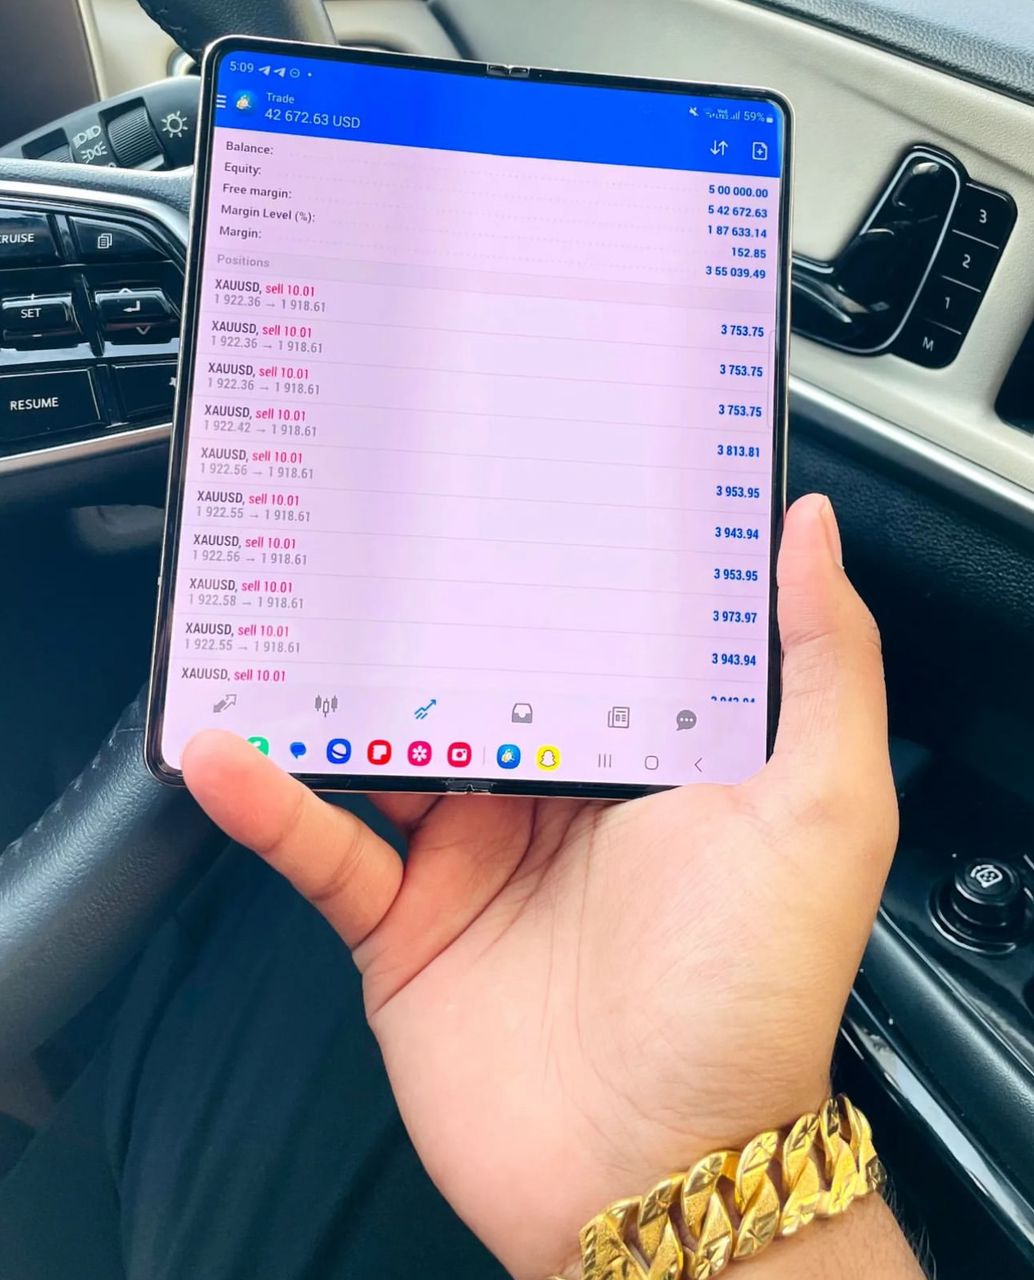 5:09
59%
Trade
42 672.63 USD
Balance: 5 00 000.00
Equity: 5 42 672.63
Free margin: 1 87 633.14
Margin Level (%): 152.85
Margin: 3 55 039.49
Positions
XAUUSD, sell 10.01
1 922.36 → 1 918.61 3 753.75
XAUUSD, sell 10.01
1 922.36 → 1 918.61 3 753.75
XAUUSD, sell 10.01
1 922.36 → 1 918.61 3 753.75
XAUUSD, sell 10.01
1 922.42 → 1 918.61 3 813.81
XAUUSD, sell 10.01
1 922.56 → 1 918.61 3 953.95
XAUUSD, sell 10.01
1 922.55 → 1 918.61 3 943.94
XAUUSD, sell 10.01
1 922.56 → 1 918.61 3 953.95
XAUUSD, sell 10.01
1 922.58 → 1 918.61 3 973.97
XAUUSD, sell 10.01
1 922.55 → 1 918.61 3 943.94
XAUUSD, sell 10.01
SET
RESUME
3
2
1
M